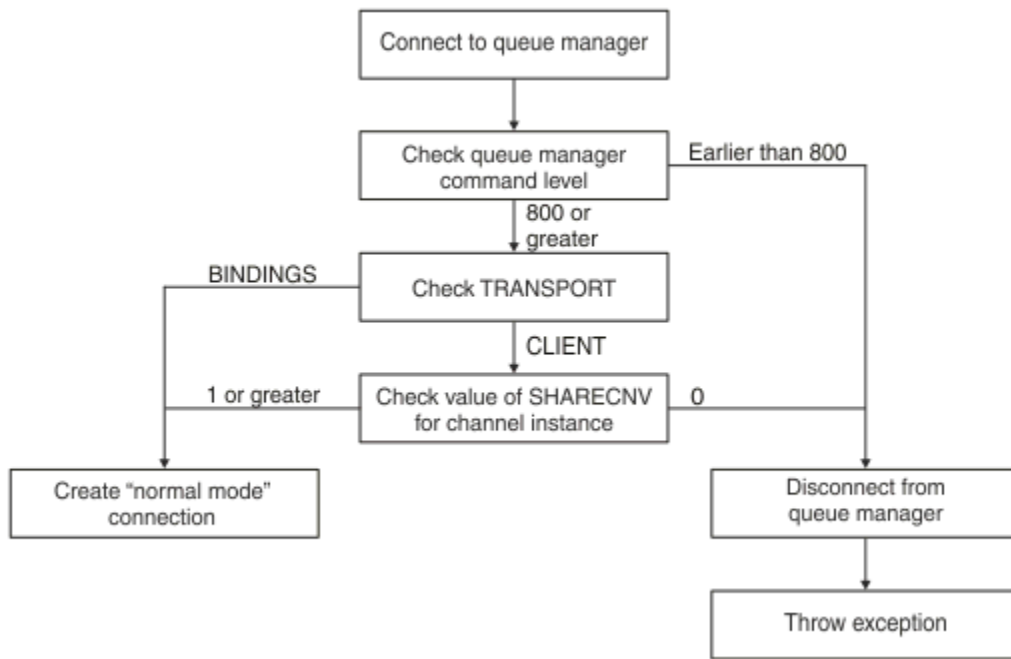 Connect to queue manager
Check queue manager
command level
Earlier than 800
800 or
greater
BINDINGS
Check TRANSPORT
CLIENT
1 or greater
Check value of SHARECNV
for channel instance
0
Create “normal mode”
connection
Disconnect from
queue manager
Throw exception